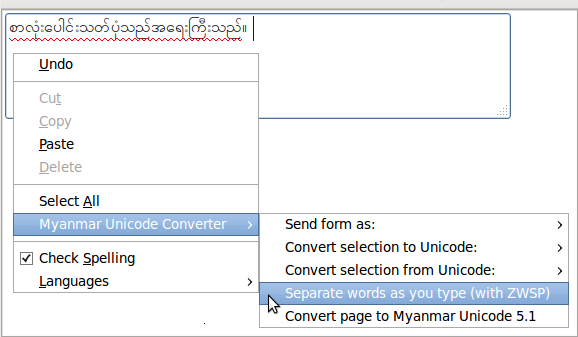 စာလုံးပေါင်းသတ်ပုံသည်အရေးကြီးသည်။
Undo
Cut
Copy
Paste
Delete
Select All
Myanmar Unicode Converter
Check Spelling
Languages
Send form as:
Convert selection to Unicode:
Convert selection from Unicode:
Separate words as you type (with ZWSP)
Convert page to Myanmar Unicode 5.1